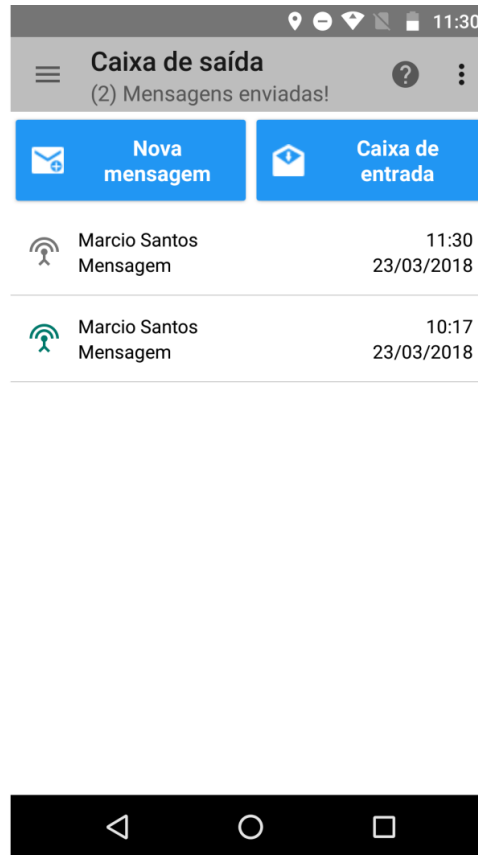 11:30
Caixa de saída
(2) Mensagens enviadas!
Nova
mensagem
Caixa de
entrada
Marcio Santos 11:30
Mensagem 23/03/2018
Marcio Santos 10:17
Mensagem 23/03/2018